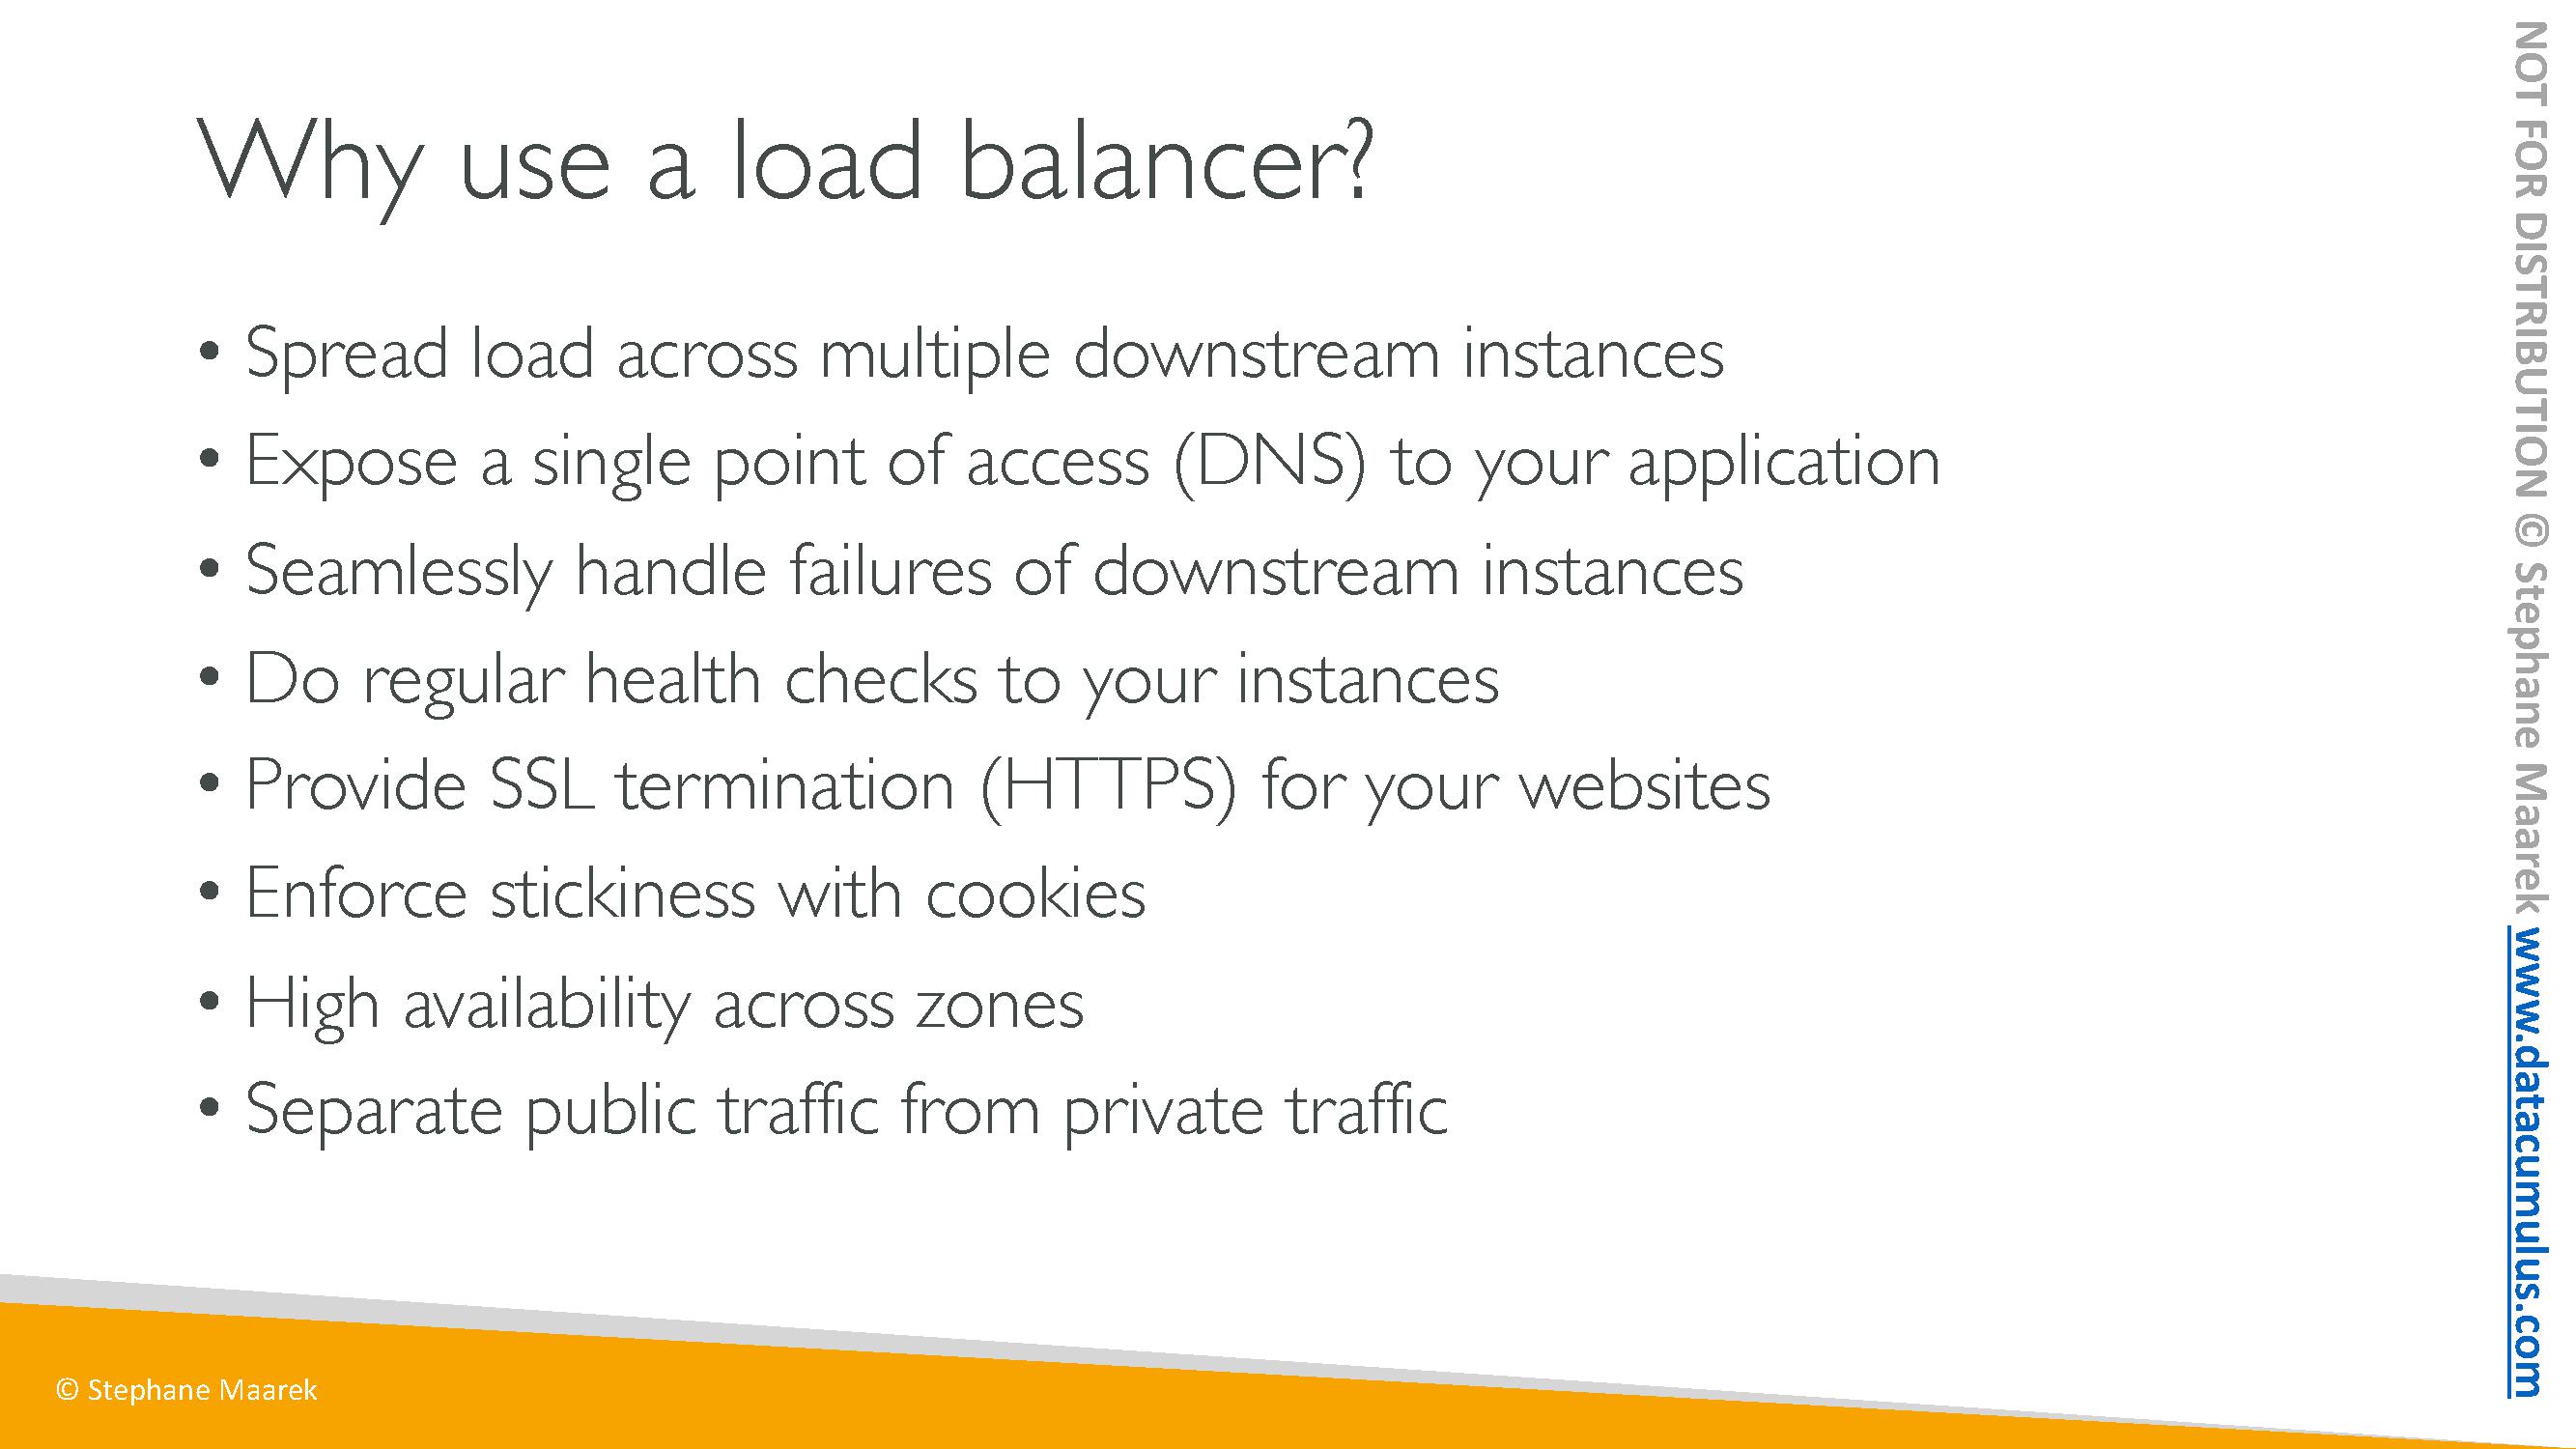 Why use a load balancer?
• Spread load across multiple downstream instances
• Expose a single point of access (DNS) to your application
• Seamlessly handle failures of downstream instances
• Do regular health checks to your instances
• Provide SSL termination (HTTPS) for your websites
• Enforce stickiness with cookies
• High availability across zones
• Separate public traffic from private traffic
© Stephane Maarek
NOT FOR DISTRIBUTION © Stephane Maarek www.datacumulus.com